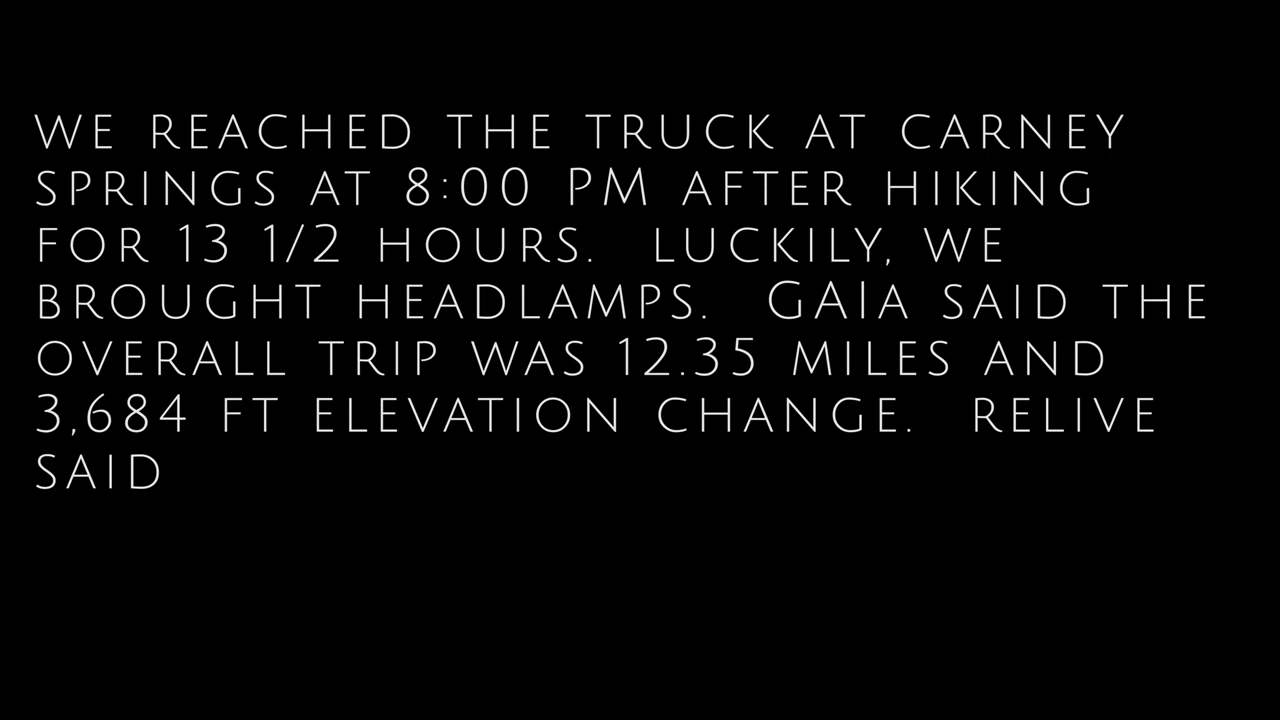 WE REACHED THE TRUCK AT CARNEY
SPRINGS AT 8:00 PM AFTER HIKING
FOR 13 1/2 HOURS.  LUCKILY, WE
BROUGHT HEADLAMPS.  GAIA SAID THE
OVERALL TRIP WAS 12.35 MILES AND
3,684 FT ELEVATION CHANGE.  RELIVE
SAID